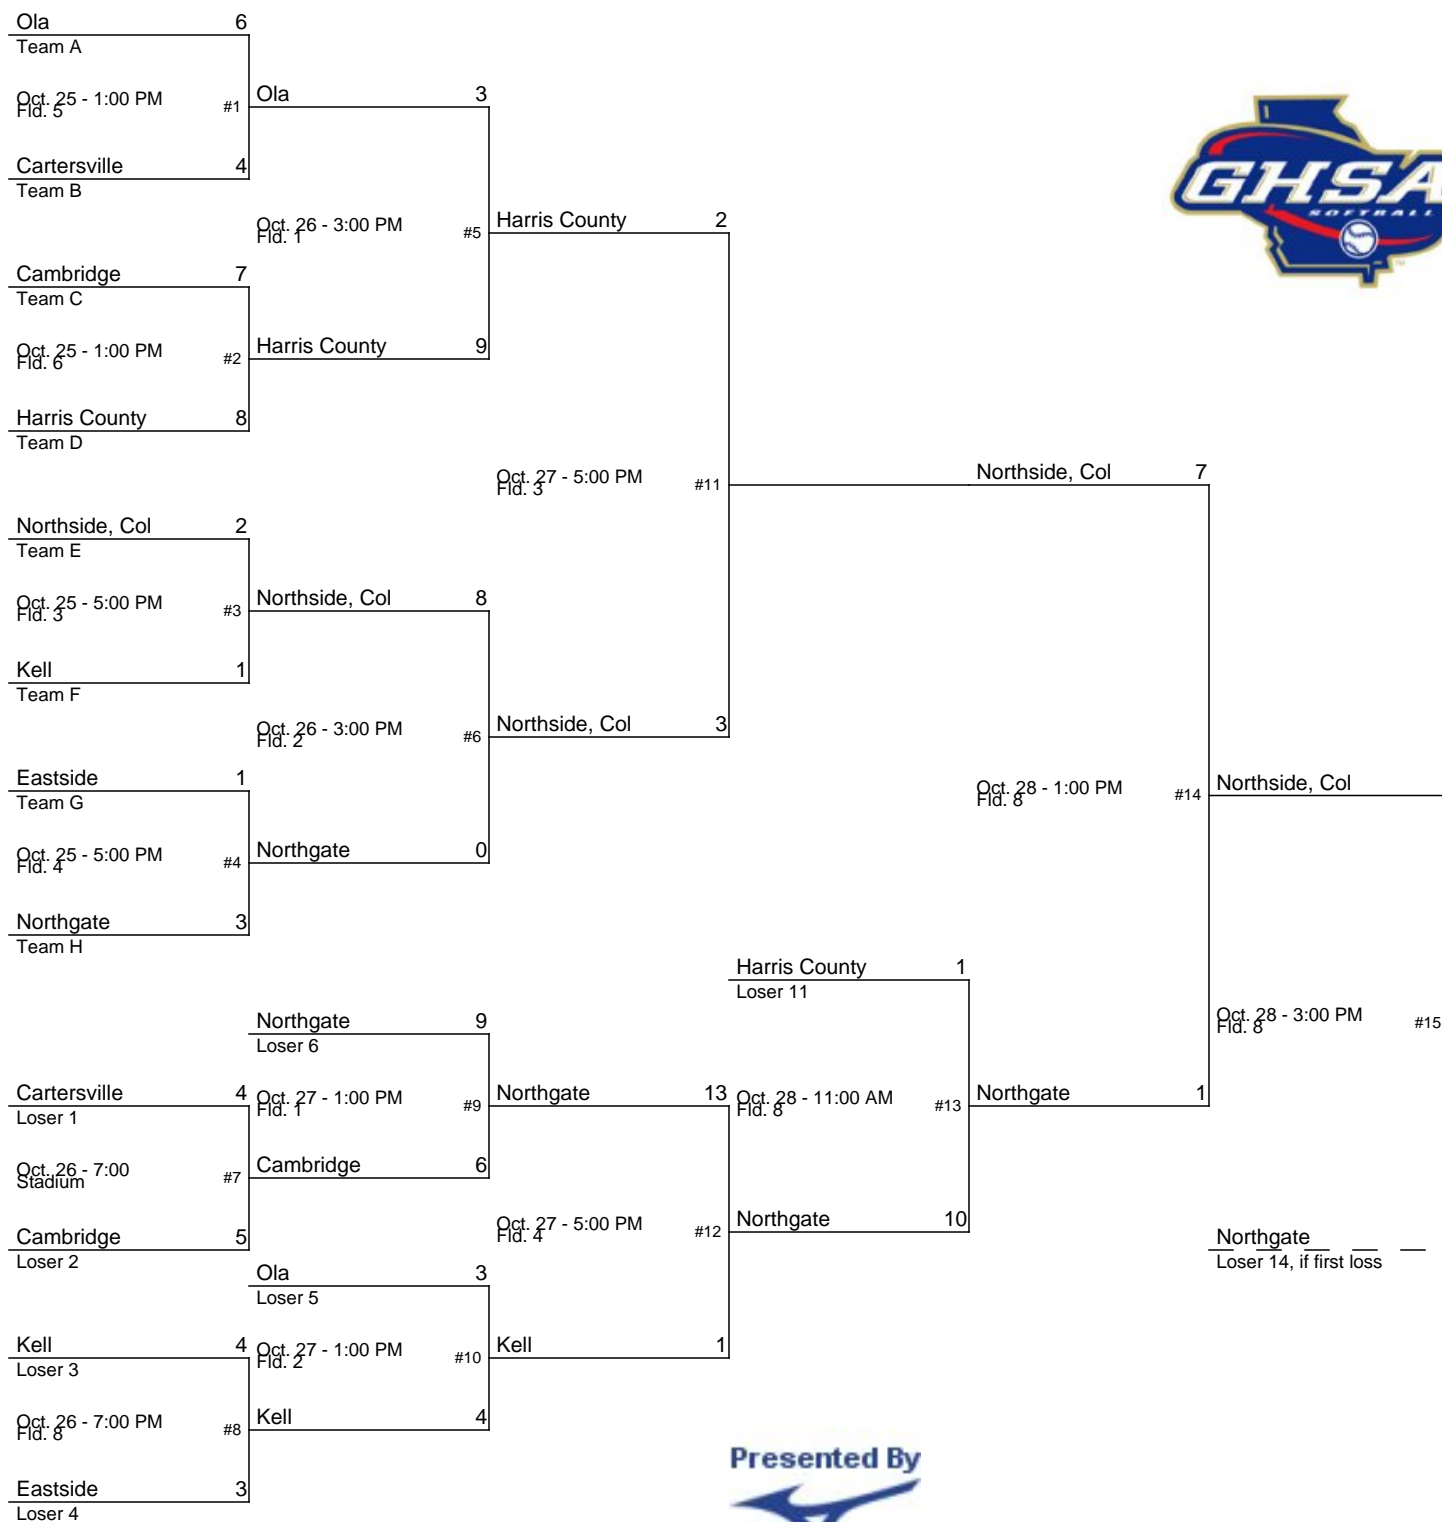 Ola 6
Team A
Oct. 25 - 1:00 PM
Fld. 5
#1
Cartersville 4
Team B
Ola 3
Cambridge 7
Team C
Oct. 25 - 1:00 PM
Fld. 6
#2
Harris County 8
Team D
Harris County 9
Oct. 26 - 3:00 PM
Fld. 1
#5
Harris County 2
Northside, Col 2
Team E
Oct. 25 - 5:00 PM
Fld. 3
#3
Kell 1
Team F
Northside, Col 8
Eastside 1
Team G
Oct. 25 - 5:00 PM
Fld. 4
#4
Northgate 3
Team H
Northgate 0
Oct. 26 - 3:00 PM
Fld. 2
#6
Northside, Col 3
Oct. 27 - 5:00 PM
Fld. 3
#11
Northside, Col 7
GHSA
SOFTBALL
TM
Northgate 9
Loser 6
Cartersville 4
Loser 1
Oct. 26 - 7:00
Stadium
#7
Cambridge 5
Loser 2
Oct. 27 - 1:00 PM
Fld. 1
#9
Cambridge 6
Northgate 13
Ola 3
Loser 5
Kell 4
Loser 3
Oct. 26 - 7:00 PM
Fld. 8
#8
Eastside 3
Loser 4
Oct. 27 - 1:00 PM
Fld. 2
#10
Kell 4
Kell 1
Oct. 27 - 5:00 PM
Fld. 4
#12
Harris County 1
Loser 11
Oct. 28 - 11:00 AM
Fld. 8
#13
Northgate 10
Northgate 1
Oct. 28 - 1:00 PM
Fld. 8
#14
Northside, Col
Oct. 28 - 3:00 PM
Fld. 8
#15
Northgate
Loser 14, if first loss
Presented By